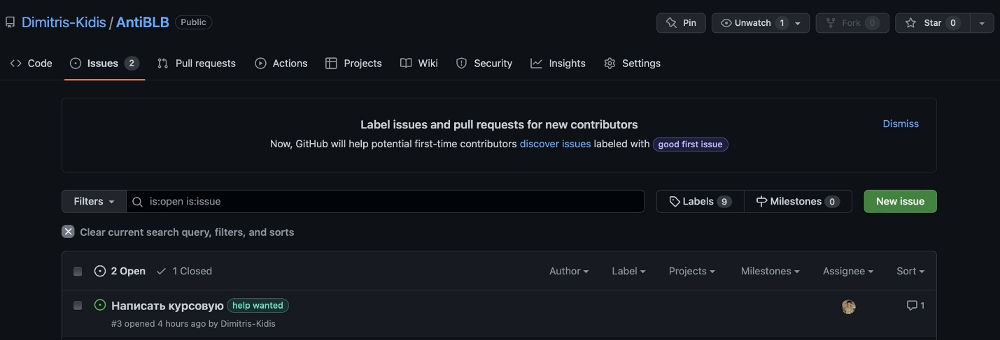 Dimitris-Kidis / AntiBLB Public Pin Unwatch 1 Fork 0 Star 0
Code Issues 2 Pull requests Actions Projects Wiki Security Insights Settings
Label issues and pull requests for new contributors Dismiss
Now, GitHub will help potential first-time contributors discover issues labeled with good first issue
Filters is:open is:issue Labels 9 Milestones 0 New issue
Clear current search query, filters, and sorts
2 Open 1 Closed Author Label Projects Milestones Assignee Sort
Написать курсовую help wanted 1
#3 opened 4 hours ago by Dimitris-Kidis